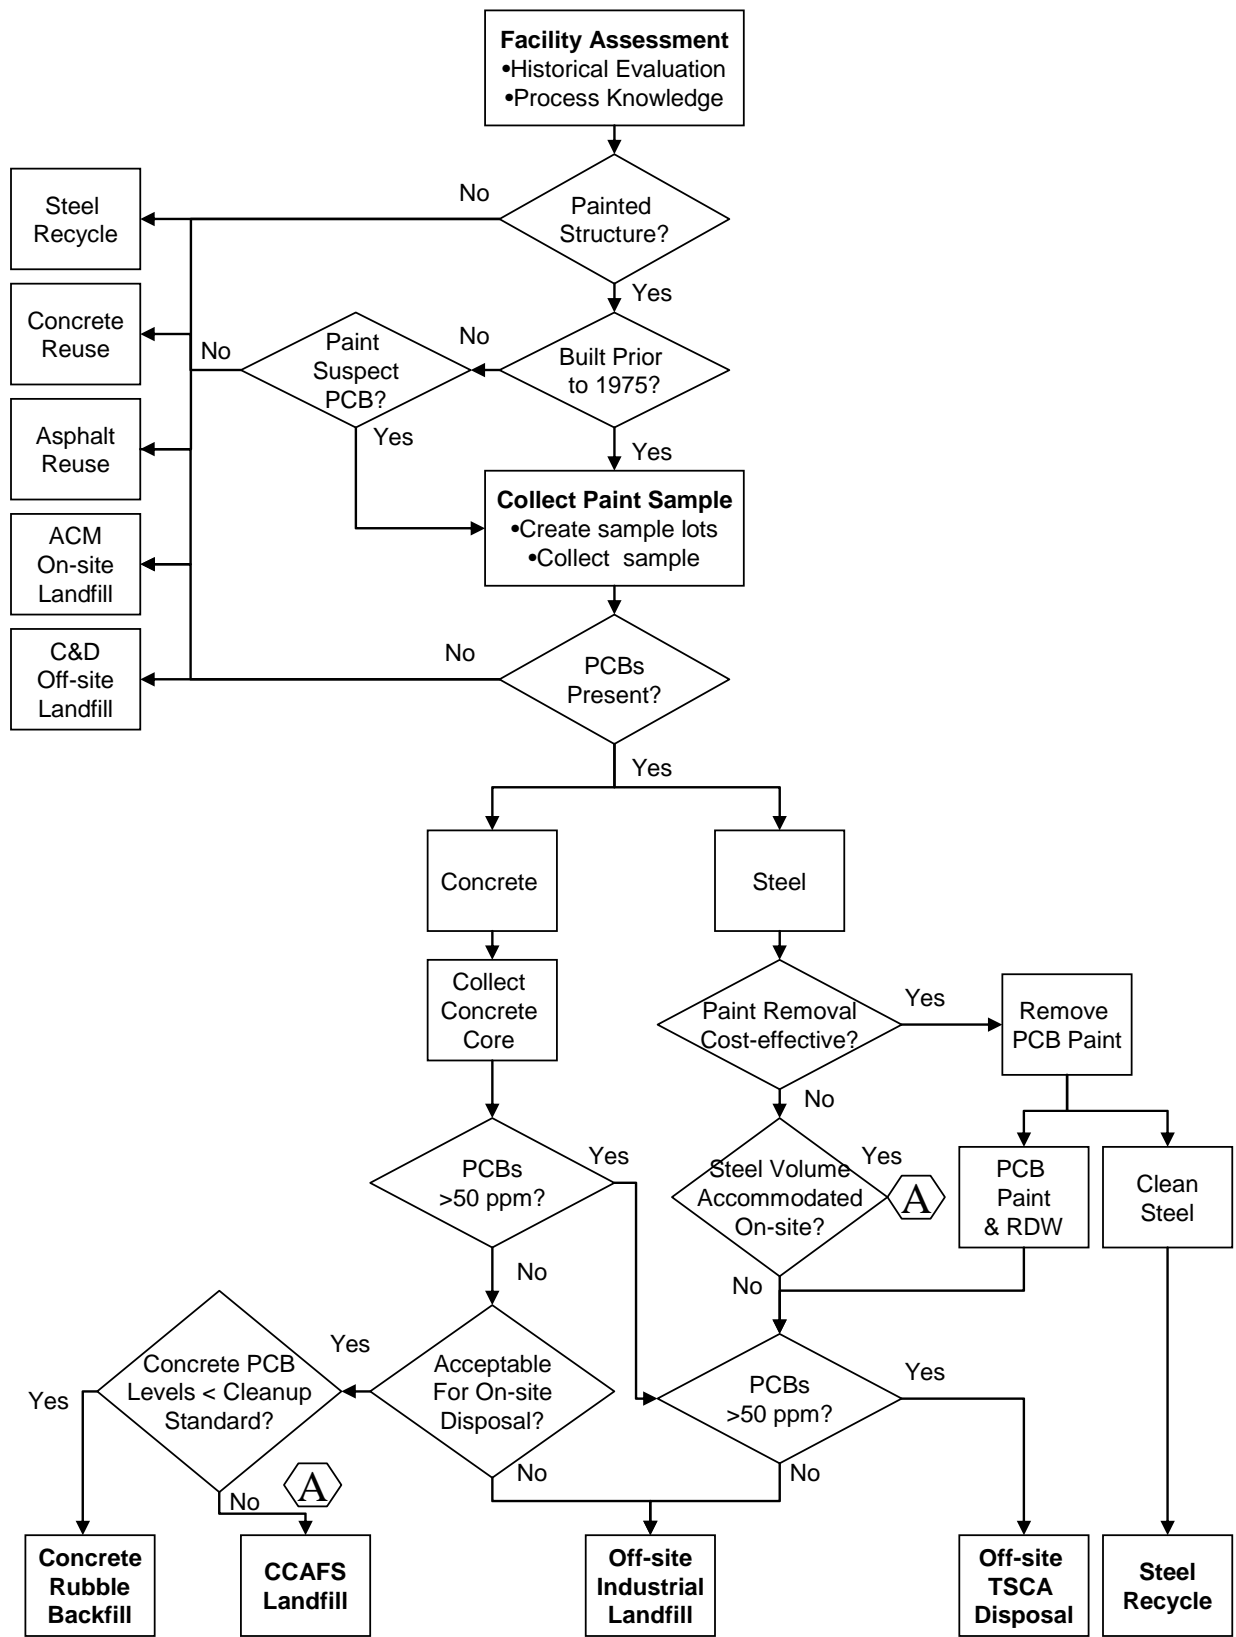 Facility Assessment
•Historical Evaluation
•Process Knowledge
No
Painted
Structure?
Steel
Recycle
Yes
Concrete
Reuse
No
Paint
Suspect
PCB?
No
Built Prior
to 1975?
Yes
Yes
Asphalt
Reuse
Collect Paint Sample
•Create sample lots
•Collect sample
ACM
On-site
Landfill
C&D
Off-site
Landfill
No
PCBs
Present?
Yes
Concrete
Steel
Collect
Concrete
Core
Paint Removal
Cost-effective?
Yes
Remove
PCB Paint
No
PCBs
>50 ppm?
Yes
Steel Volume
Accommodated
On-site?
Yes
A
PCB
Paint
& RDW
Clean
Steel
No
No
Concrete PCB
Levels < Cleanup
Standard?
Yes
Yes
Acceptable
For On-site
Disposal?
PCBs
>50 ppm?
Yes
No
A
No
No
Concrete
Rubble
Backfill
CCAFS
Landfill
Off-site
Industrial
Landfill
Off-site
TSCA
Disposal
Steel
Recycle